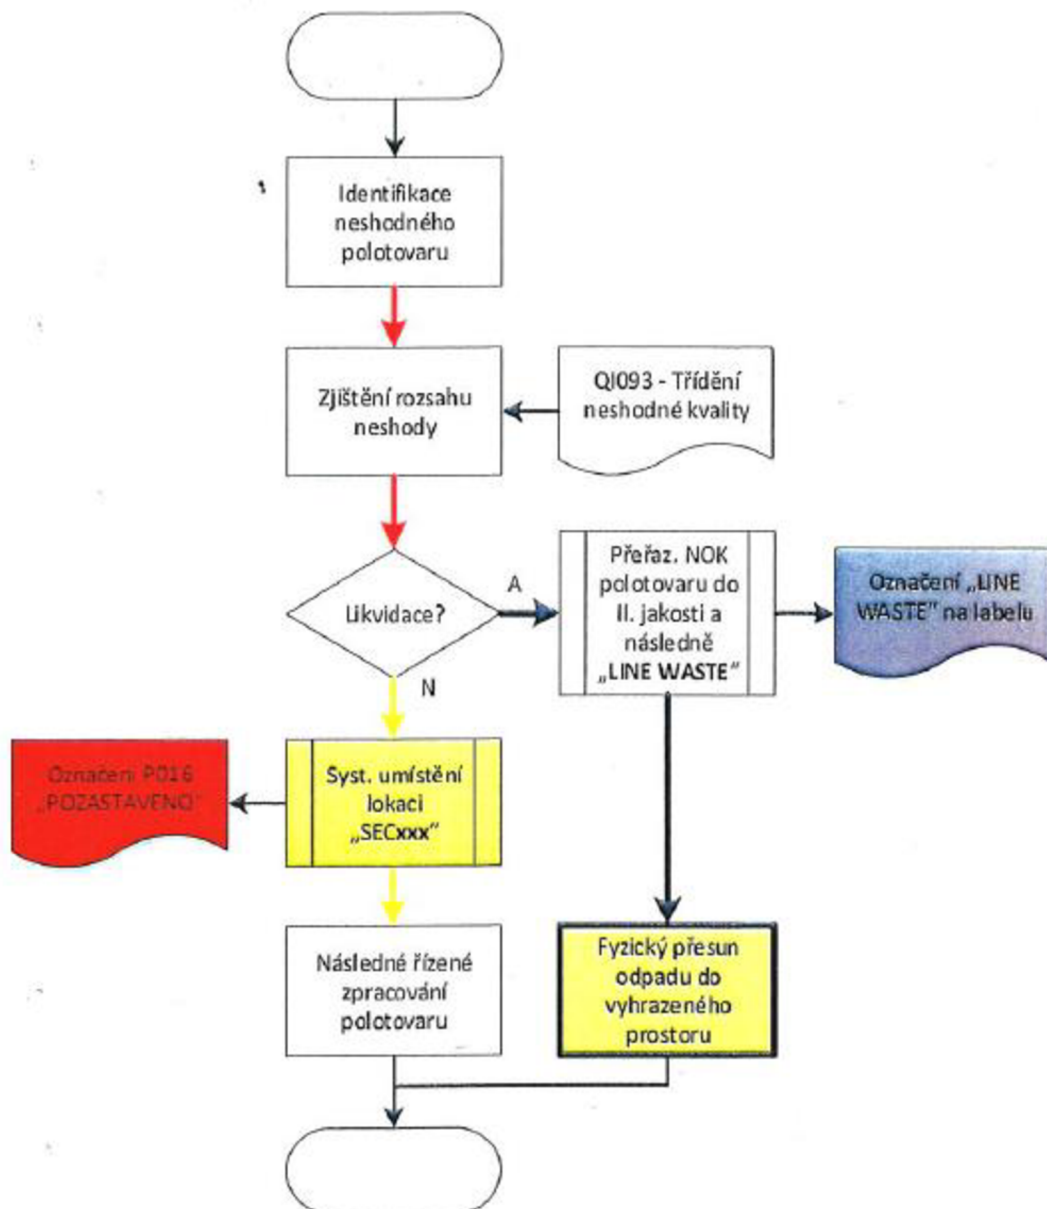 Identifikace
neshodného
polotovaru
Zjištění rozsahu
neshody
QI093 - Třídění
neshodné kvality
Likvidace?
A
Přeřaz. NOK
polotovaru do
II. jakosti a
následně
„LINE WASTE"
Označení „LINE
WASTE" na labelu
N
Označení P016
„POZASTAVENO"
Syst. umístění
lokaci
„SECxxx"
Následné řízené
zpracování
polotovaru
Fyzický přesun
odpadu do
vyhrazeného
prostoru